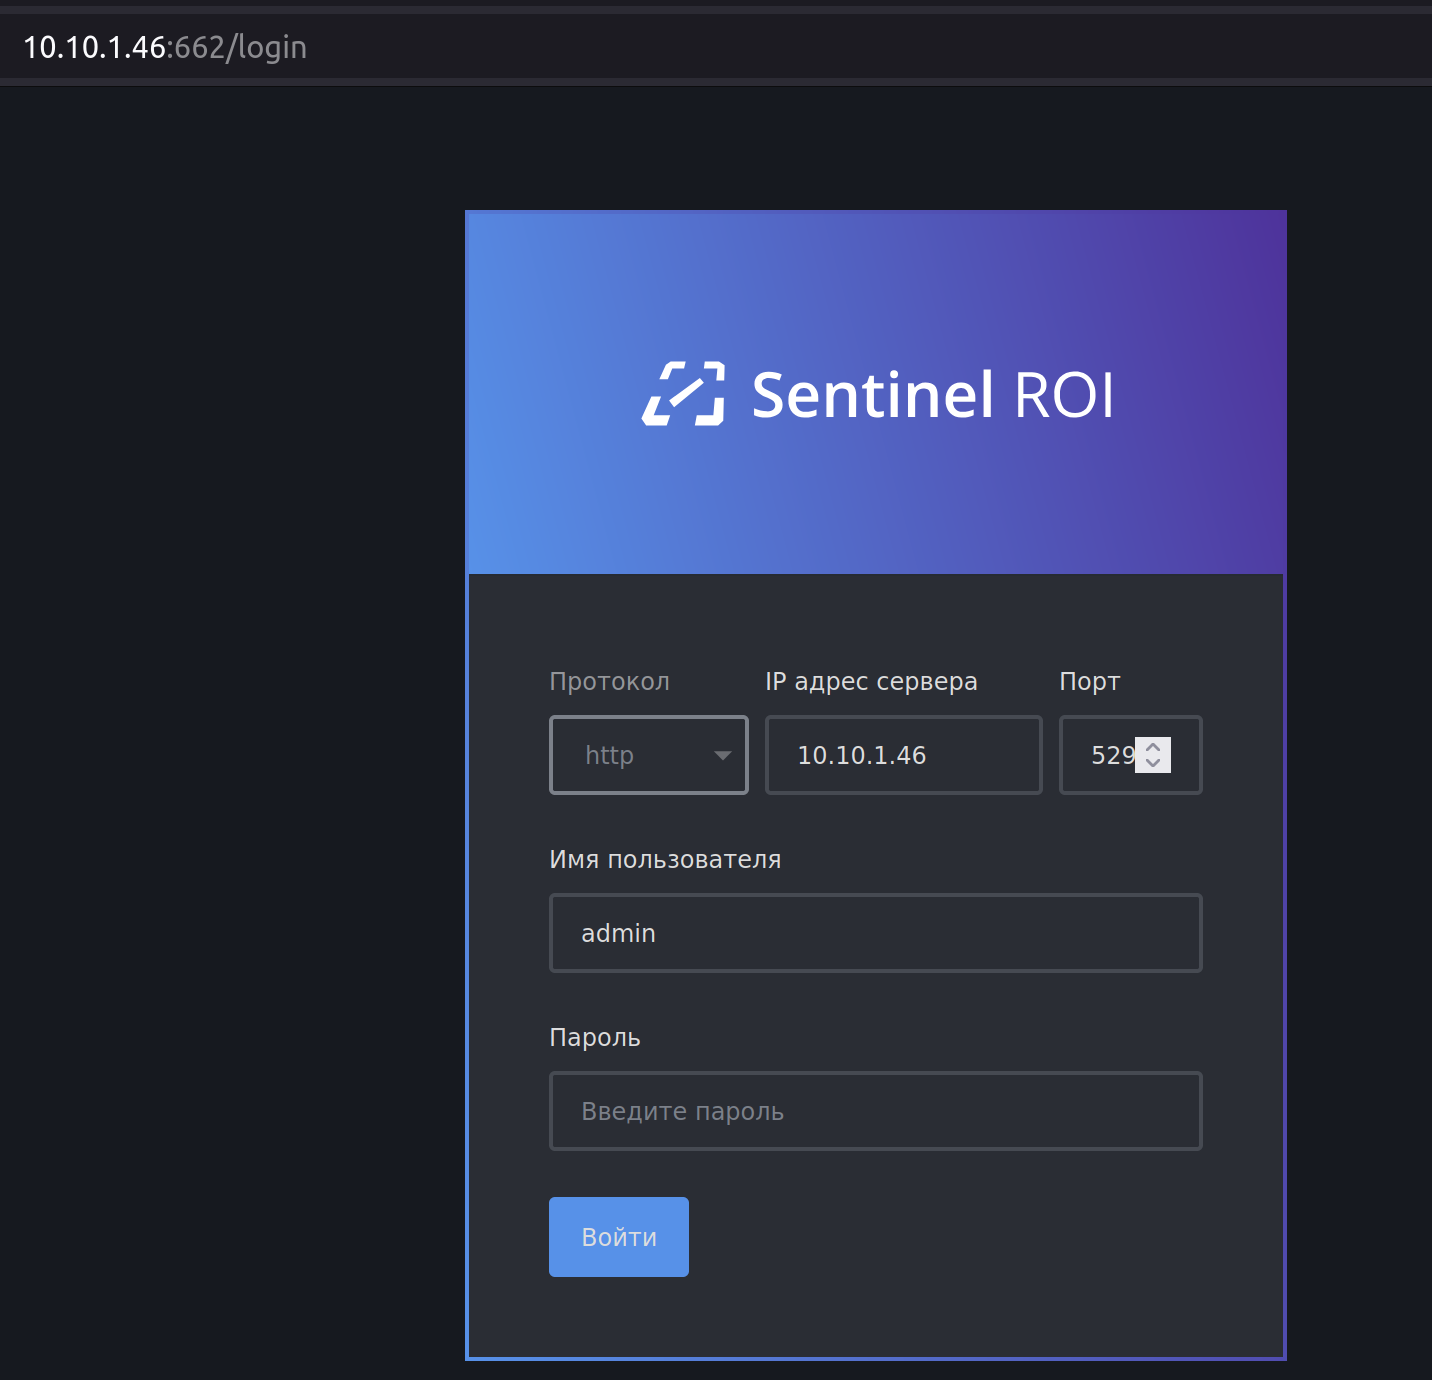 10.10.1.46:662/login
Sentinel ROI
Протокол IP адрес сервера Порт
http 10.10.1.46 529
Имя пользователя
admin
Пароль
Введите пароль
Войти